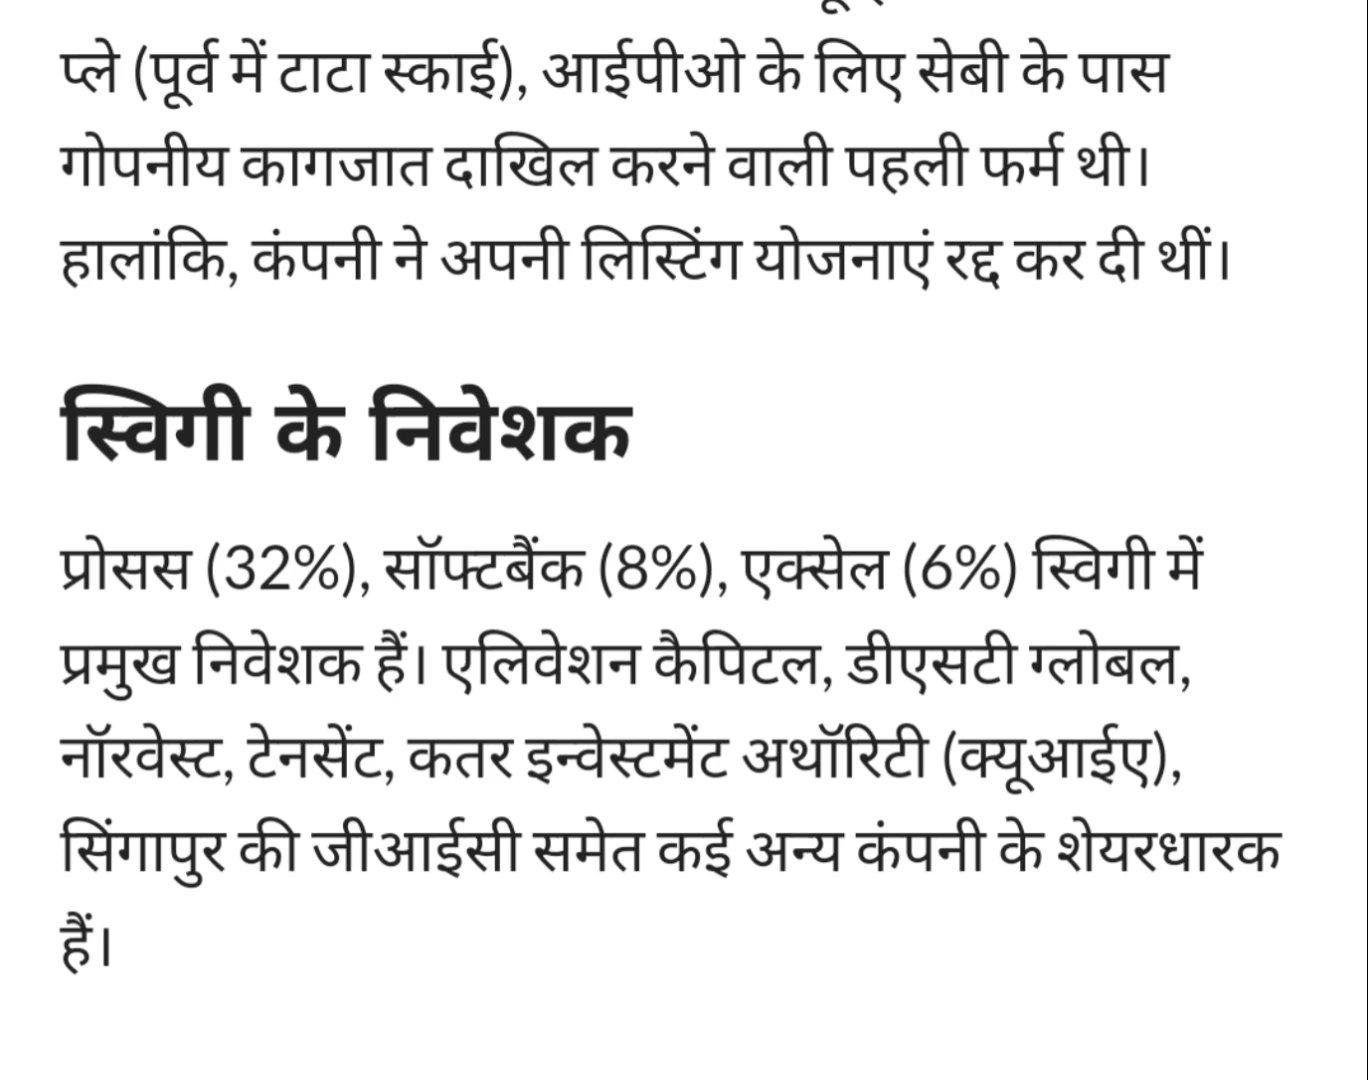 प्ले (पूर्व में टाटा स्काई), आईपीओ के लिए सेबी के पास
गोपनीय कागजात दाखिल करने वाली पहली फर्म थी।
हालांकि, कंपनी ने अपनी लिस्टिंग योजनाएं रद्द कर दी थीं।
स्विगी के निवेशक
प्रोसस (32%), सॉफ्टबैंक (8%), एक्सेल (6%) स्विगी में
प्रमुख निवेशक हैं। एलिवेशन कैपिटल, डीएसटी ग्लोबल,
नॉरवेस्ट, टेनसेंट, कतर इन्वेस्टमेंट अथॉरिटी (क्यूआईए),
सिंगापुर की जीआईसी समेत कई अन्य कंपनी के शेयरधारक
हैं।